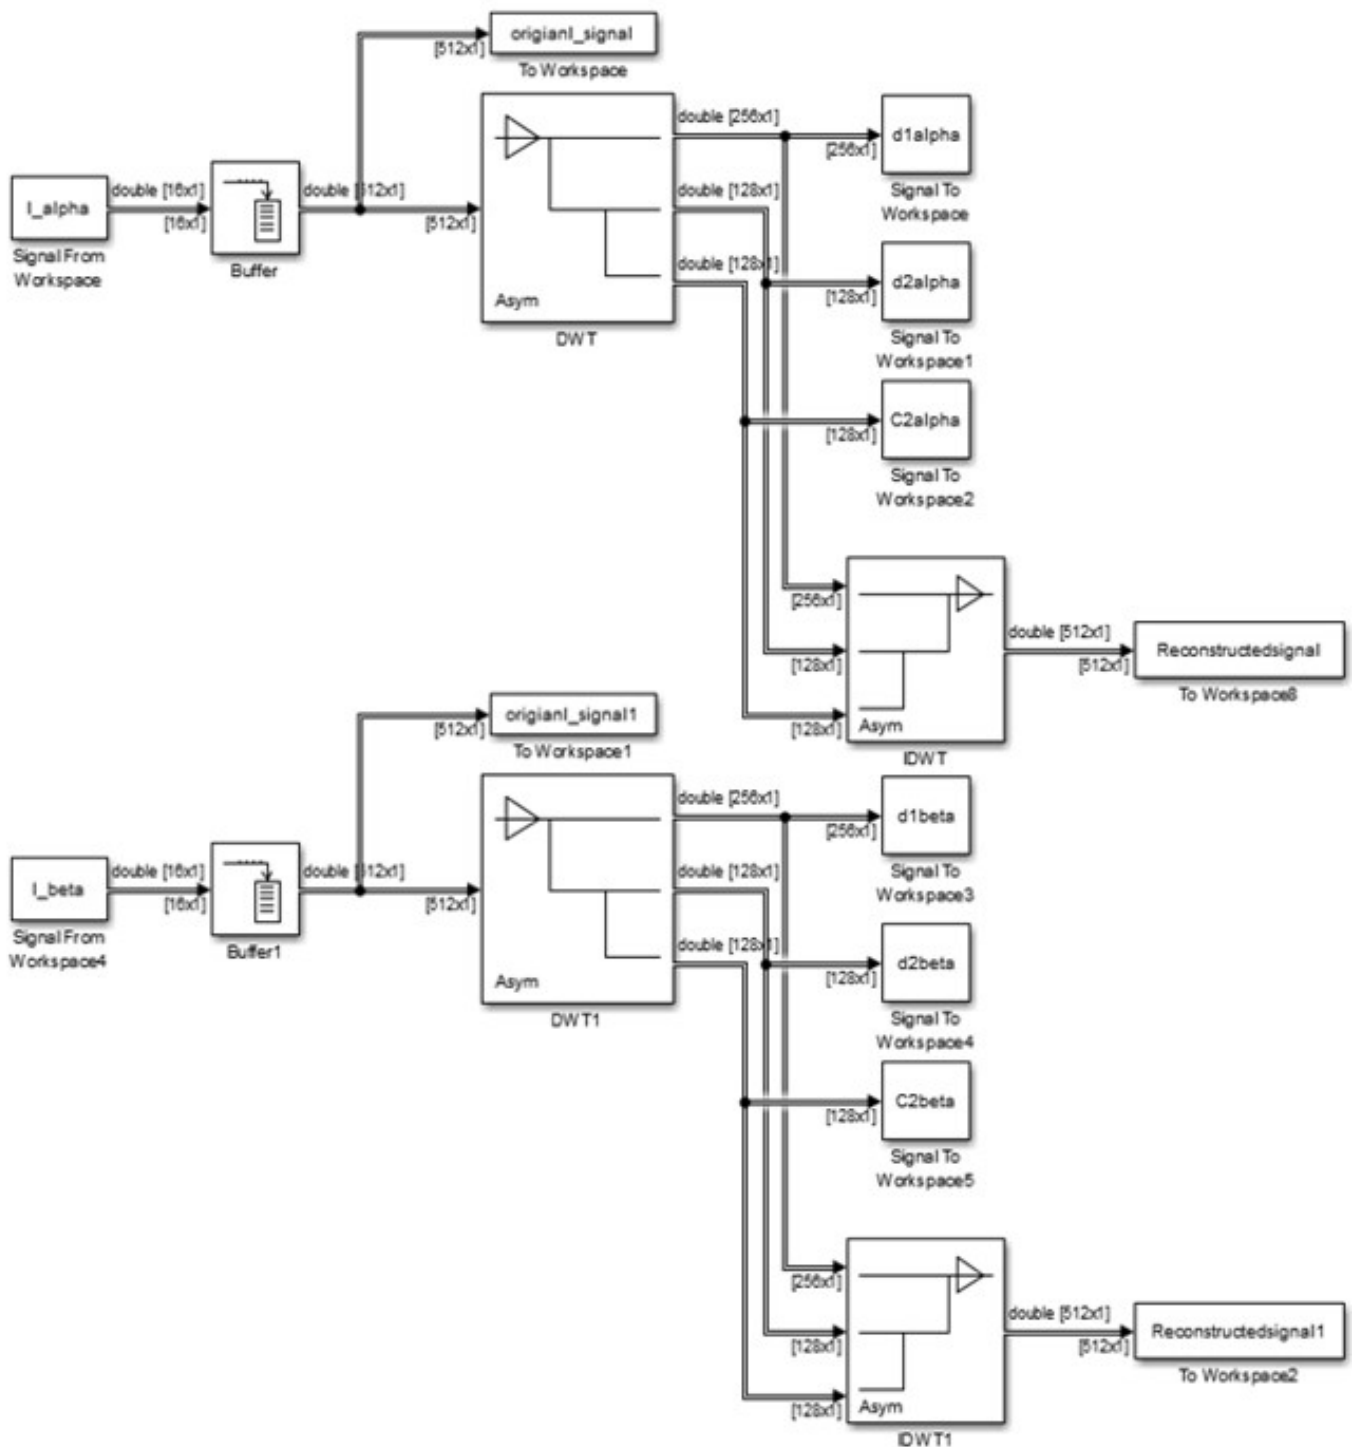 origianl_signal
[512x1]
To Workspace
double [256x1]
d1alpha
[256x1]
Signal To
Workspace
I_alpha
double [16x1]
[16x1]
Signal From
Workspace
Buffer
double [512x1]
[512x1]
Asym
DWT
double [128x1]
d2alpha
[128x1]
Signal To
Workspace1
double [128x1]
C2alpha
[128x1]
Signal To
Workspace2
[256x1]
[128x1]
[128x1]
Asym
IDWT
double [512x1]
[512x1]
Reconstructedsignal
To Workspace8
origianl_signal1
[512x1]
To Workspace1
double [256x1]
d1beta
[256x1]
Signal To
Workspace3
I_beta
double [16x1]
[16x1]
Signal From
Workspace4
Buffer1
double [512x1]
[512x1]
Asym
DWT1
double [128x1]
d2beta
[128x1]
Signal To
Workspace4
double [128x1]
C2beta
[128x1]
Signal To
Workspace5
[256x1]
[128x1]
[128x1]
Asym
IDWT1
double [512x1]
[512x1]
Reconstructedsignal1
To Workspace2